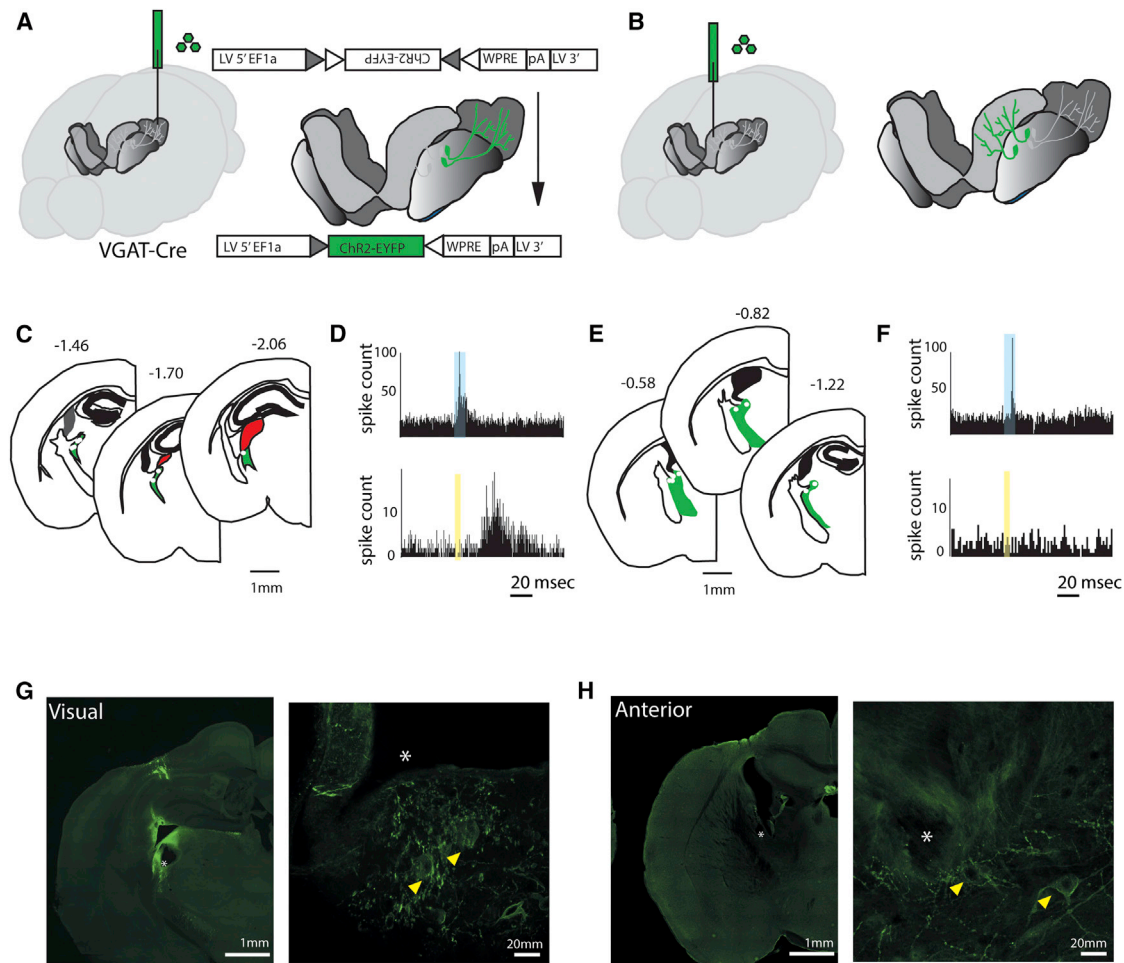 A
LV 5' EF1a
ChR2-EYFP
WPRE
pA
LV 3'
VGAT-Cre
LV 5' EF1a
ChR2-EYFP
WPRE
pA
LV 3'
B
C
-1.46
-1.70
-2.06
1mm
D
spike count
100
50
spike count
10
0
20 msec
E
-0.58
-0.82
-1.22
1mm
F
spike count
100
50
spike count
10
0
20 msec
G
Visual
*
1mm
*
20mm
H
Anterior
*
1mm
*
20mm